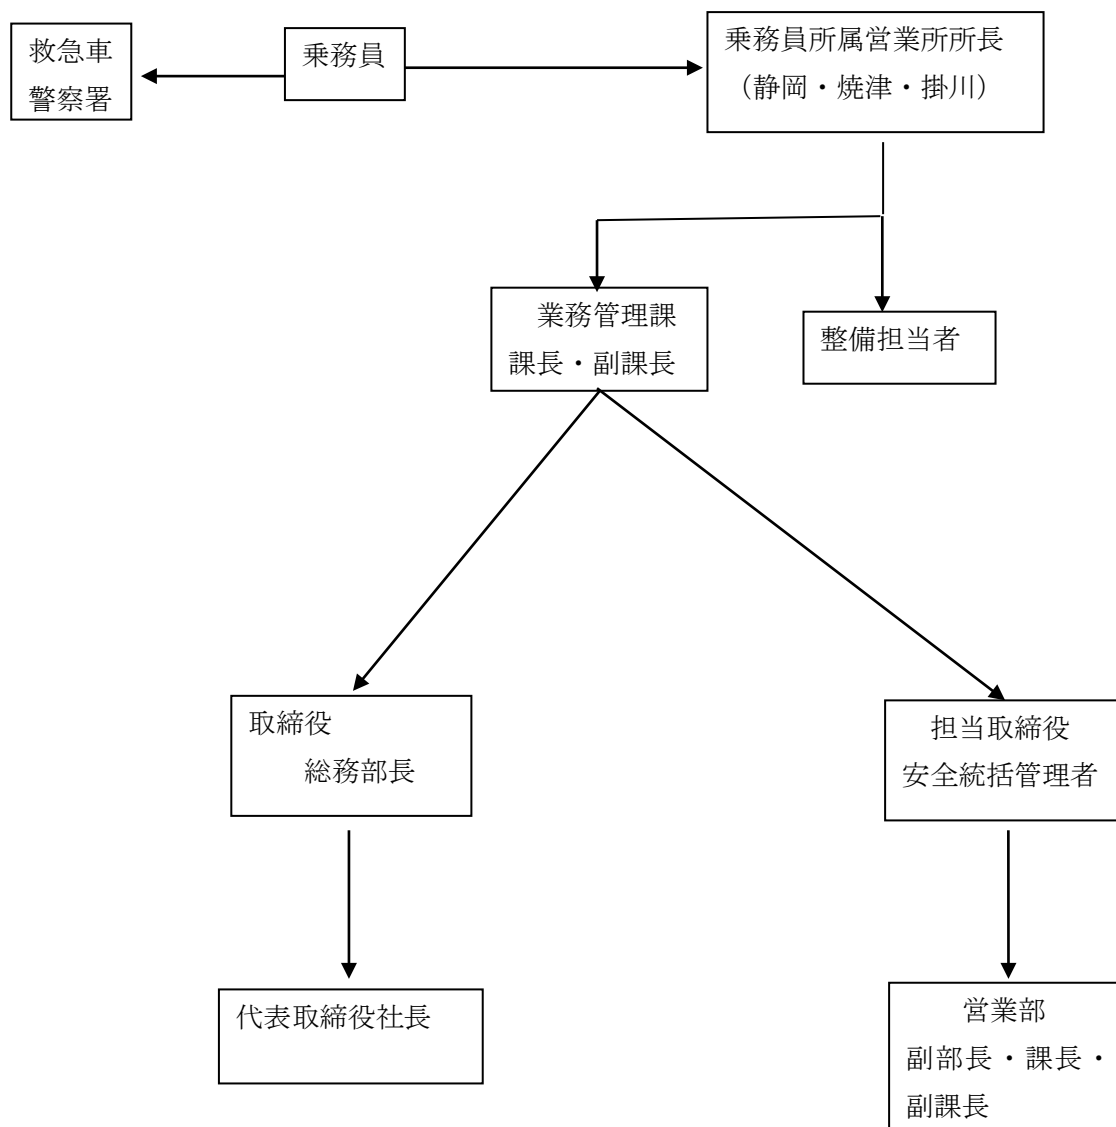 救急車
警察署
乗務員
乗務員所属営業所所長
（静岡・焼津・掛川）
業務管理課
課長・副課長
整備担当者
取締役
総務部長
担当取締役
安全統括管理者
代表取締役社長
営業部
副部長・課長・
副課長